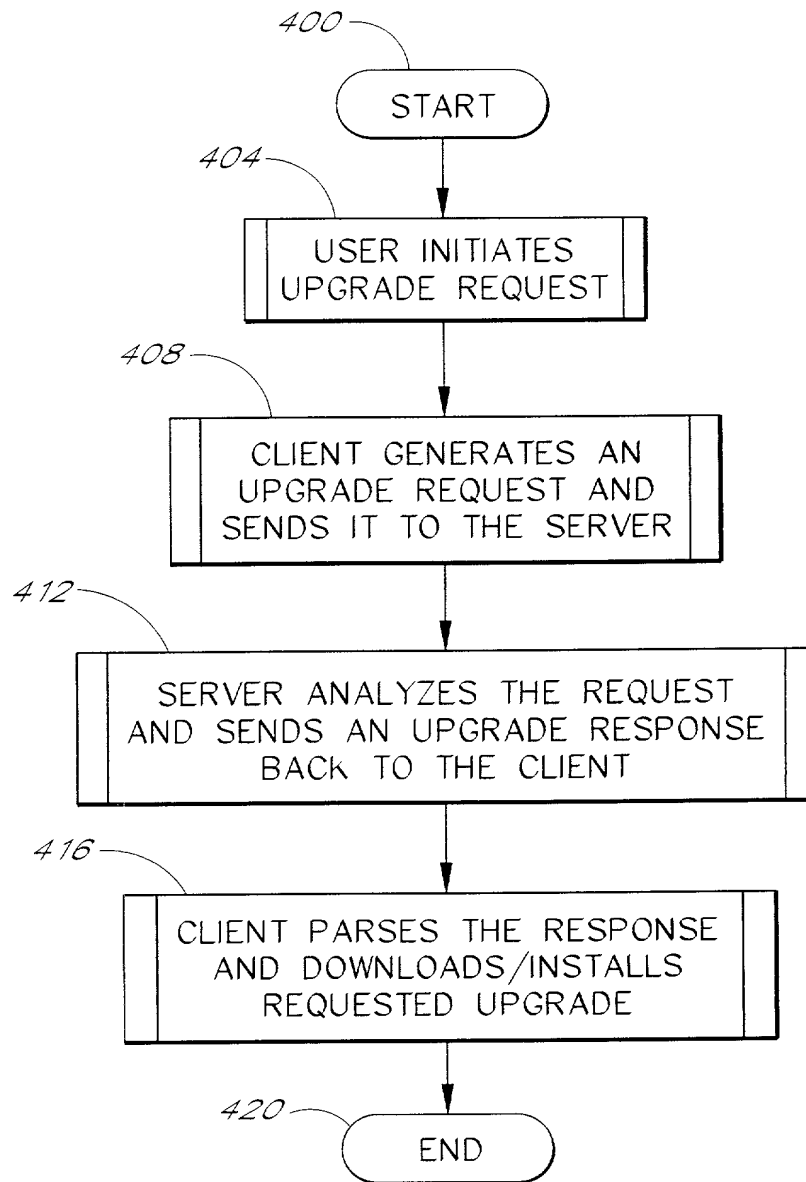 400
START
404
USER INITIATES
UPGRADE REQUEST
408
CLIENT GENERATES AN
UPGRADE REQUEST AND
SENDS IT TO THE SERVER
412
SERVER ANALYZES THE REQUEST
AND SENDS AN UPGRADE RESPONSE
BACK TO THE CLIENT
416
CLIENT PARSES THE RESPONSE
AND DOWNLOADS/INSTALLS
REQUESTED UPGRADE
420
END